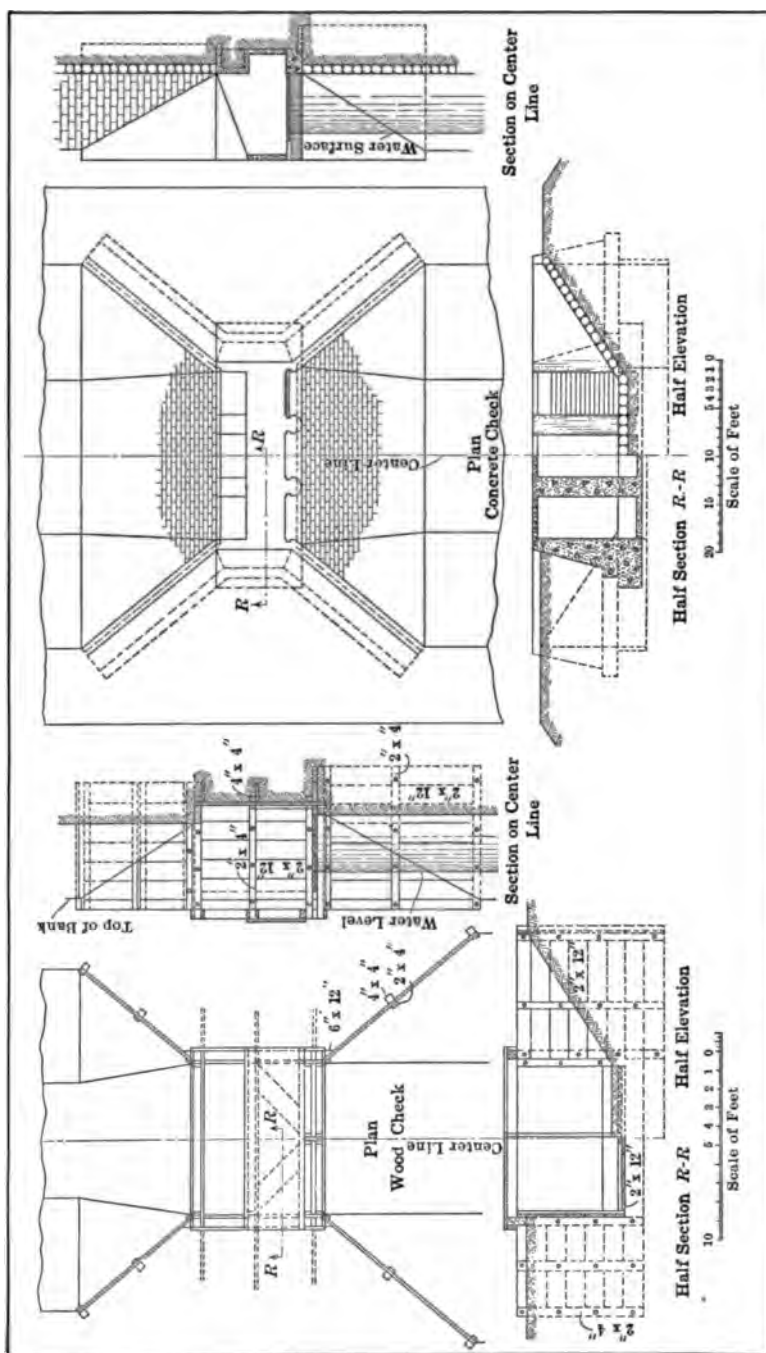 Section on Center
Line
Water Surface
R
R
Center Line
Plan
Concrete Check
Half Section R-R
Half Elevation
20 15 10 5 4 3 2 1 0
Scale of Feet
Section on Center
Line
Top of Bank
4" x 4"
2" x 4"
2" x 12"
2" x 4"
2" x 12"
Water Level
4" x 4"
2" x 4"
6" x 12"
R
R
Plan
Wood Check
Center Line
2" x 12"
2" x 12"
2" x 4"
Half Section R-R
Half Elevation
10 5 4 3 2 1 0
Scale of Feet